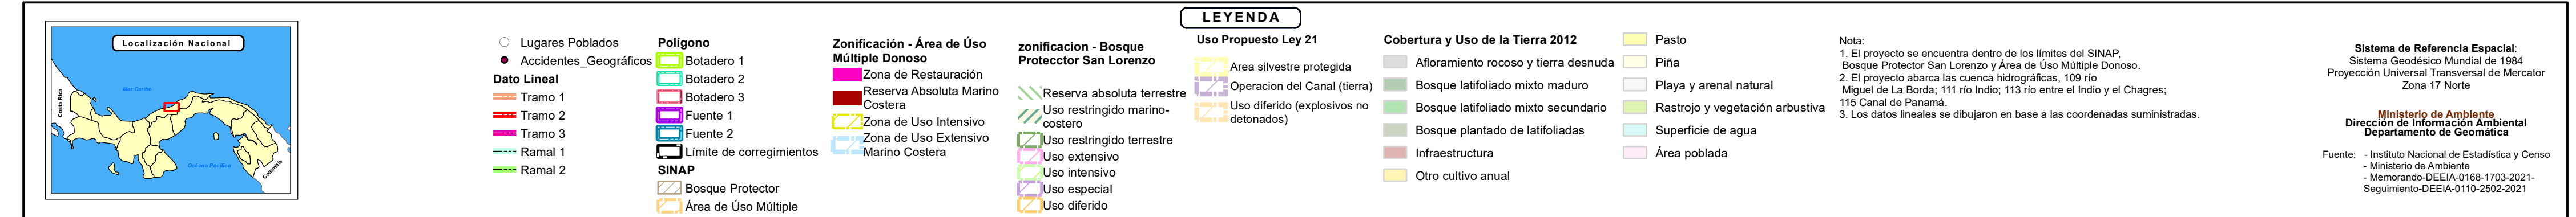 LEYENDA
Localización Nacional
Costa Rica
Mar Caribe
Océano Pacífico
Colombia
Lugares Poblados
Accidentes_Geográficos
Dato Lineal
Tramo 1
Tramo 2
Tramo 3
Ramal 1
Ramal 2
Polígono
Botadero 1
Botadero 2
Botadero 3
Fuente 1
Fuente 2
Límite de corregimientos
SINAP
Bosque Protector
Área de Úso Múltiple
Zonificación - Área de Úso
Múltiple Donoso
Zona de Restauración
Reserva Absoluta Marino
Costera
Zona de Uso Intensivo
Zona de Uso Extensivo
Marino Costera
zonificacion - Bosque
Protecctor San Lorenzo
Reserva absoluta terrestre
Uso restringido marino-
costero
Uso restringido terrestre
Uso extensivo
Uso intensivo
Uso especial
Uso diferido
Uso Propuesto Ley 21
Area silvestre protegida
Operacion del Canal (tierra)
Uso diferido (explosivos no
detonados)
Cobertura y Uso de la Tierra 2012
Afloramiento rocoso y tierra desnuda
Bosque latifoliado mixto maduro
Bosque latifoliado mixto secundario
Bosque plantado de latifoliadas
Infraestructura
Otro cultivo anual
Pasto
Piña
Playa y arenal natural
Rastrojo y vegetación arbustiva
Superficie de agua
Área poblada
Nota:
1. El proyecto se encuentra dentro de los límites del SINAP,
Bosque Protector San Lorenzo y Área de Úso Múltiple Donoso.
2. El proyecto abarca las cuenca hidrográficas, 109 río
Miguel de La Borda; 111 río Indio; 113 río entre el Indio y el Chagres;
115 Canal de Panamá.
3. Los datos lineales se dibujaron en base a las coordenadas suministradas.
Sistema de Referencia Espacial:
Sistema Geodésico Mundial de 1984
Proyección Universal Transversal de Mercator
Zona 17 Norte
Ministerio de Ambiente
Dirección de Información Ambiental
Departamento de Geomática
Fuente: - Instituto Nacional de Estadística y Censo
- Ministerio de Ambiente
- Memorando-DEEIA-0168-1703-2021-
Seguimiento-DEEIA-0110-2502-2021